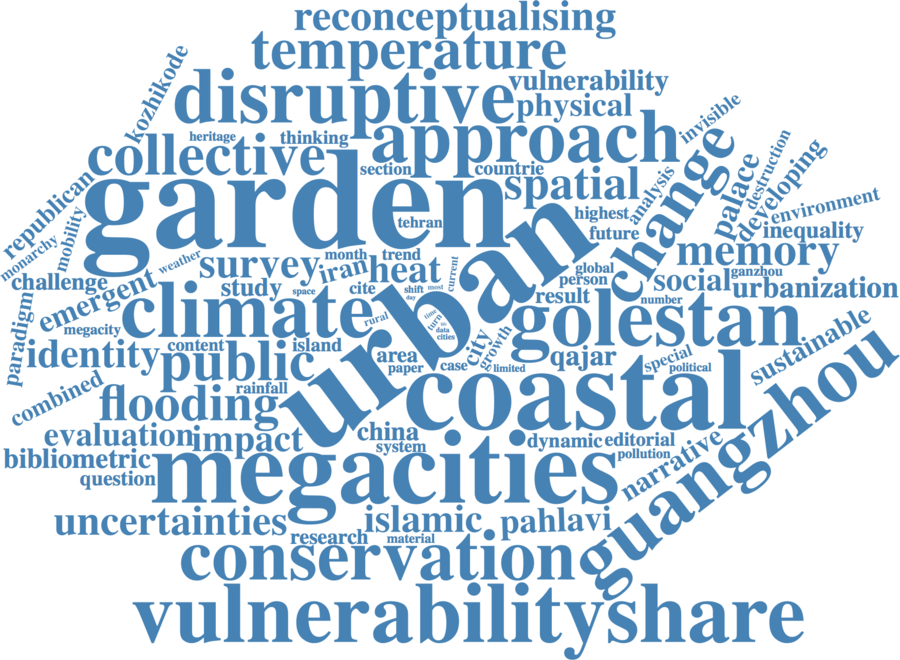 reconceptualising
temperature
kozhikode
disruptive
vulnerability
physical
invisible
heritage
thinking
approach
collective
section
countrie
republican
garden
spatial
change
palace
destruction
developing
analysis
monarchy
mobility
tehran
urban
highest
future
environment
inequality
weather
survey
month
trend
iran
heat
current
memory
challenge
emergent
study
space
cite
shift
most
day
global
person
social
ganzhou
urbanization
paradigm
climate
rural
time
turn
data
cities
result
number
golestan
megacity
identity
content
public
island
area
paper
case
city
growth
limited
qajar
special
political
sustainable
combined
rainfall
flooding
coastal
guangzhou
evaluation
impact
china
system
dynamic
editorial
pollution
narrative
bibliometric
question
megacities
uncertainties
islamic
pahlavi
research
material
conservation
vulnerabilityshare